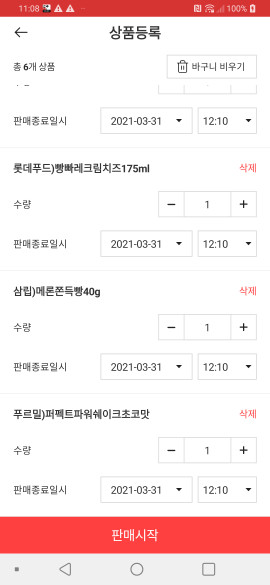 11:08
100%
상품등록
총 6개 상품
바구니 비우기
판매종료일시 2021-03-31 12:10
롯데푸드)빵빠레크림치즈175ml 삭제
수량 − 1 +
판매종료일시 2021-03-31 12:10
삼립)메론쫀득빵40g 삭제
수량 − 1 +
판매종료일시 2021-03-31 12:10
푸르밀)퍼펙트파워쉐이크초코맛 삭제
수량 − 1 +
판매종료일시 2021-03-31 12:10
판매시작